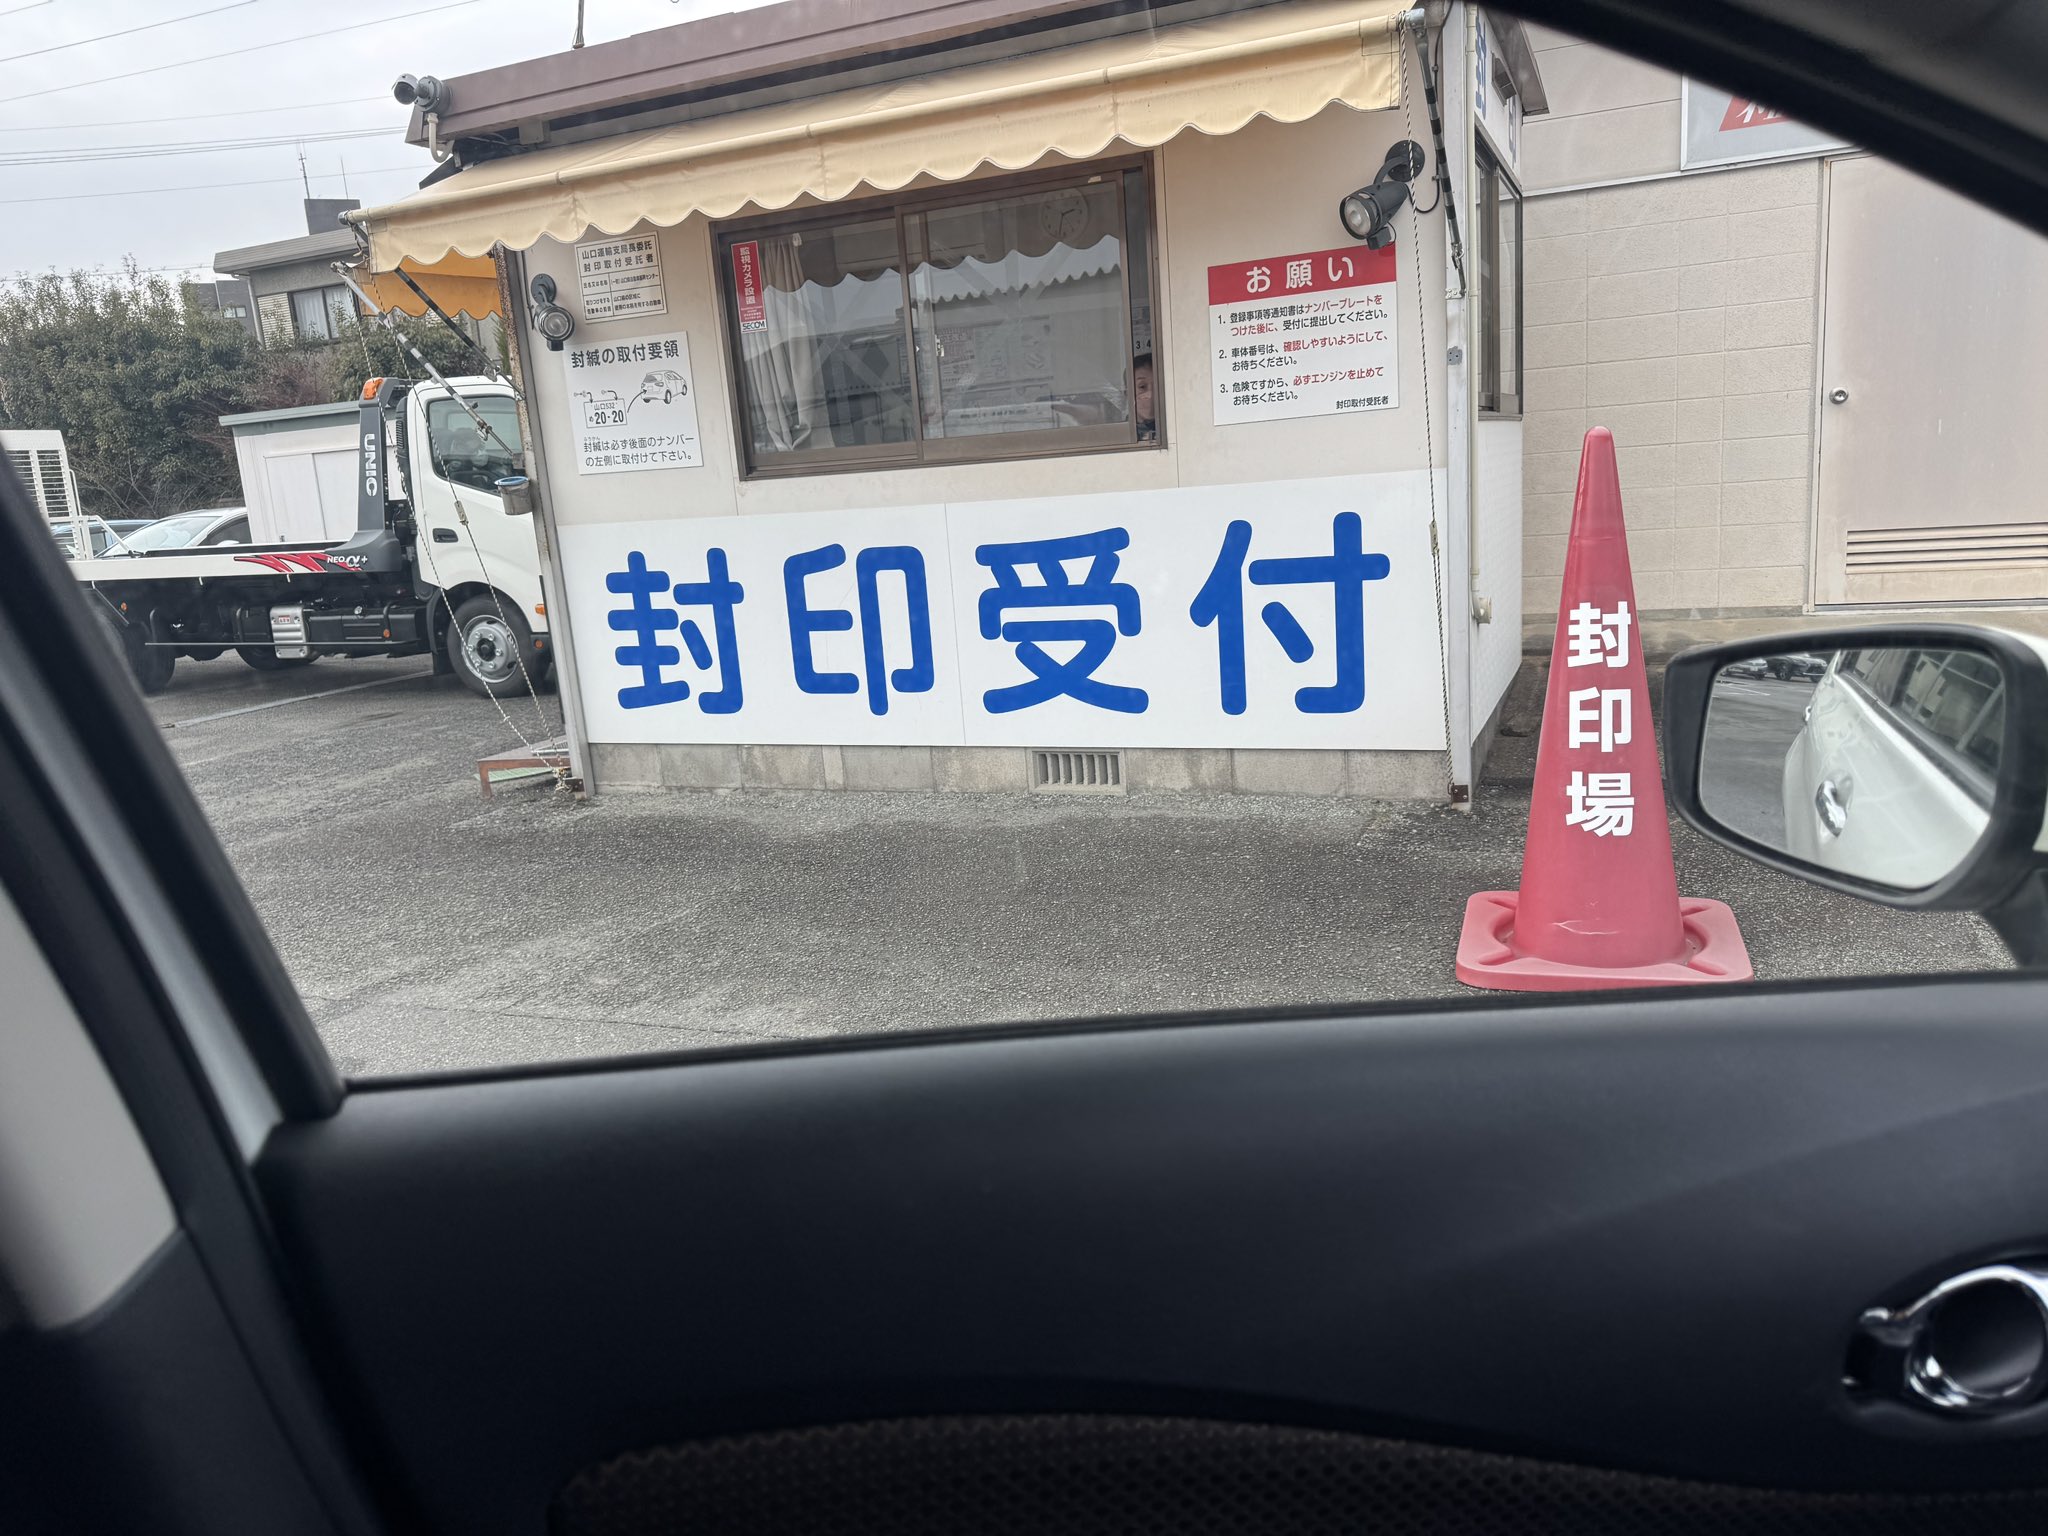 山口運輸支局長委託
封印取付受託者
監視カメラ設置
SECOM
封緘の取付要領
山口532
20-20
ふうかん
封緘は必ず後面のナンバー
の左側に取付けて下さい。
お願い
1. 登録事項等通知書はナンバープレートを
つけた後に、受付に提出してください。
2. 車体番号は、確認しやすいようにして、
お待ちください。
3. 危険ですから、必ずエンジンを止めて
お待ちください。
封印取付受託者
封印受付
封印場
UNIC
NEO α+
封